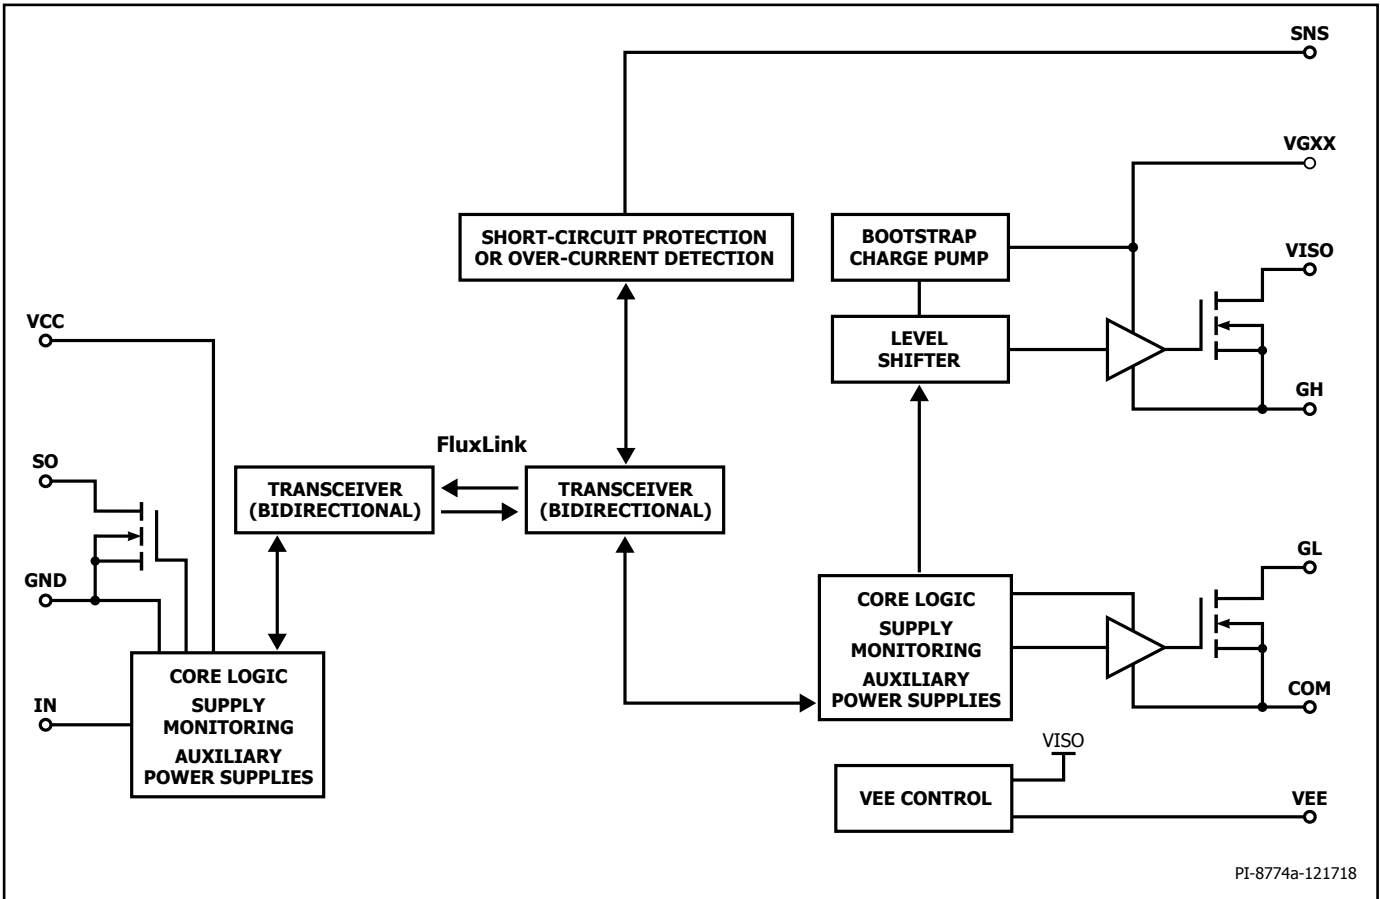 SNS
VGXX
SHORT-CIRCUIT PROTECTION
OR OVER-CURRENT DETECTION
BOOTSTRAP
CHARGE PUMP
VISO
VCC
LEVEL
SHIFTER
GH
FluxLink
SO
TRANSCEIVER
(BIDIRECTIONAL)
TRANSCEIVER
(BIDIRECTIONAL)
GND
GL
CORE LOGIC
SUPPLY
MONITORING
AUXILIARY
POWER SUPPLIES
IN
CORE LOGIC
SUPPLY
MONITORING
AUXILIARY
POWER SUPPLIES
COM
VISO
VEE CONTROL
VEE
PI-8774a-121718